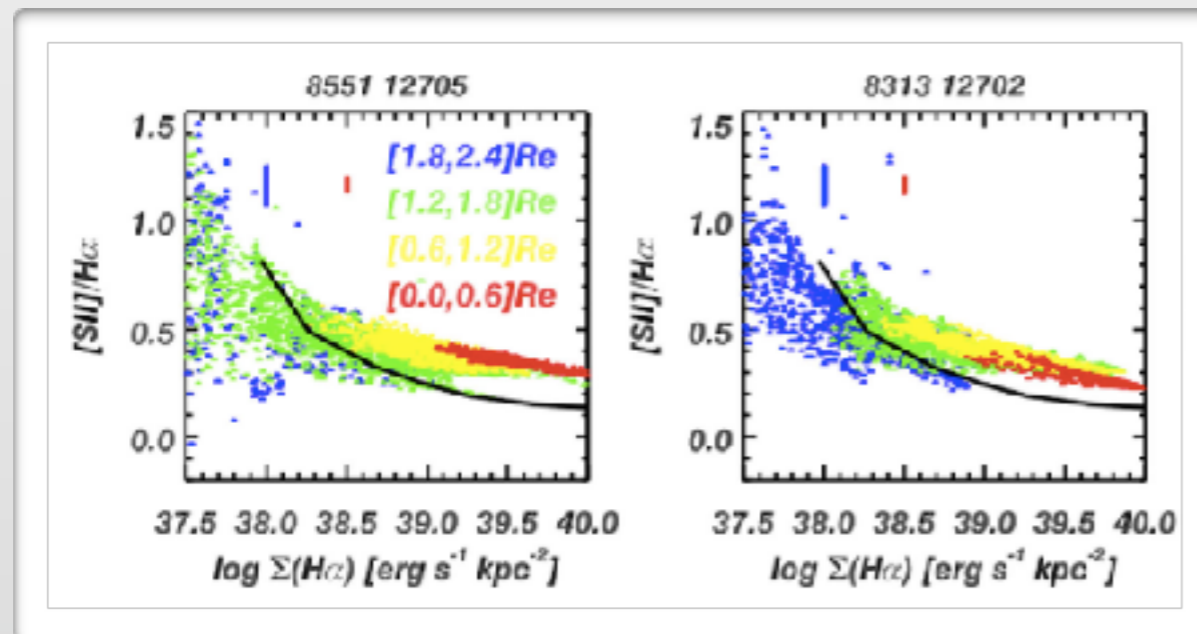 8551 12705
1.5
1.0
0.5
0.0
[SII]/Hα
[1.8,2.4]Re
[1.2,1.8]Re
[0.6,1.2]Re
[0.0,0.6]Re
37.5 38.0 38.5 39.0 39.5 40.0
log Σ(Hα) [erg s⁻¹ kpc⁻²]
8313 12702
1.5
1.0
0.5
0.0
[SII]/Hα
37.5 38.0 38.5 39.0 39.5 40.0
log Σ(Hα) [erg s⁻¹ kpc⁻²]